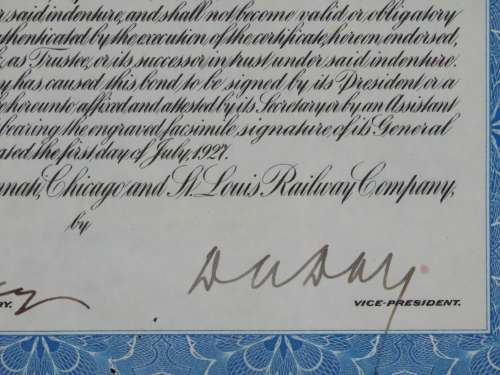 r said indenture, and shall not become valid or obligatory
uthenticated by the execution of the certificate, hereon endorsed,
, as Trustee, or its successor, in trust under said indenture.
y has caused this bond to be signed by its President or a
hereunto affixed and attested by its Secretary or by an Assistant
bearing the engraved facsimile signature of its General
ated the first day of July, 1927.
nnah, Chicago, and St. Louis Railway Company,
by
RY.
VICE-PRESIDENT.